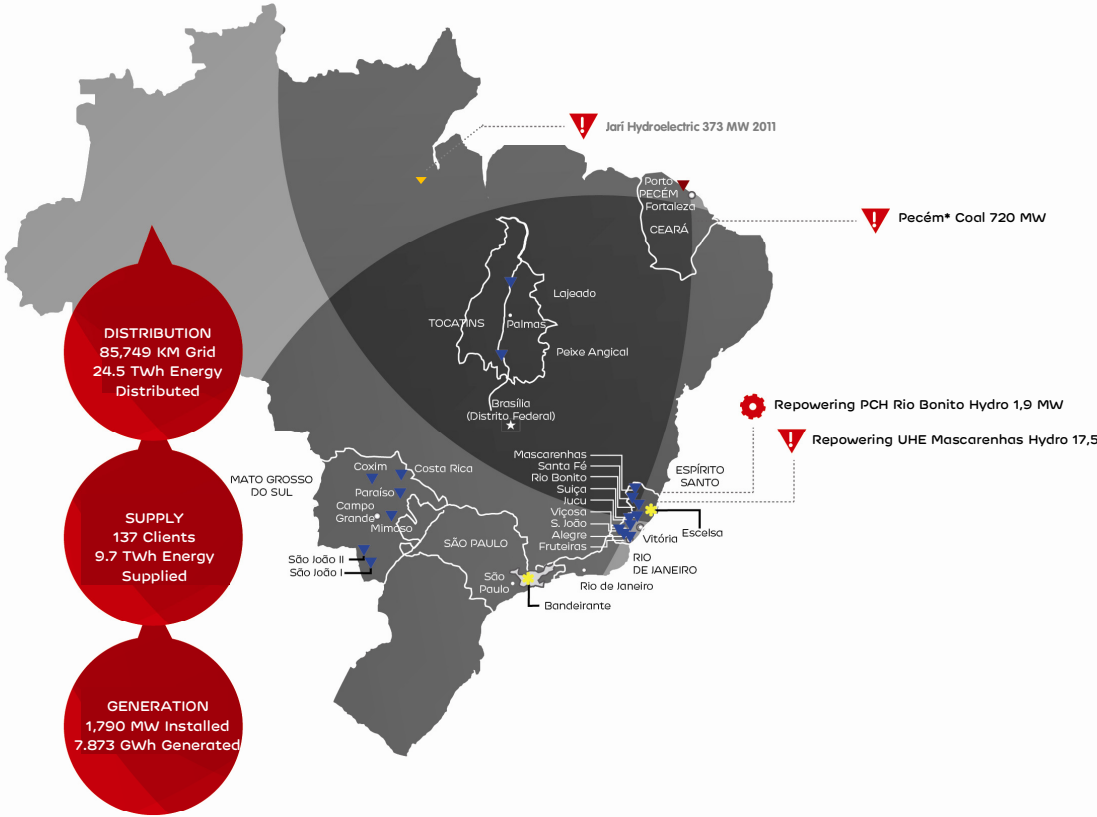 Jarí Hydroelectric 373 MW 2011
Porto
PECÉM
Fortaleza
CEARÁ
Pecém* Coal 720 MW
DISTRIBUTION
85,749 KM Grid
24.5 TWh Energy
Distributed
Lajeado
TOCATINS
Palmas
Peixe Angical
Brasília
(Distrito Federal)
Repowering PCH Rio Bonito Hydro 1,9 MW
Repowering UHE Mascarenhas Hydro 17,5
Mascarenhas
Santa Fé
Rio Bonito
Suiça
Jucu
Viçosa
S. João
Alegre
Fruteiras
ESPÍRITO
SANTO
Escelsa
Vitória
RIO
DE JANEIRO
Rio de Janeiro
MATO GROSSO
DO SUL
Coxim
Costa Rica
Paraíso
Campo
Grande
Mimoso
SÃO PAULO
São João II
São João I
São
Paulo
Bandeirante
SUPPLY
137 Clients
9.7 TWh Energy
Supplied
GENERATION
1,790 MW Installed
7.873 GWh Generated